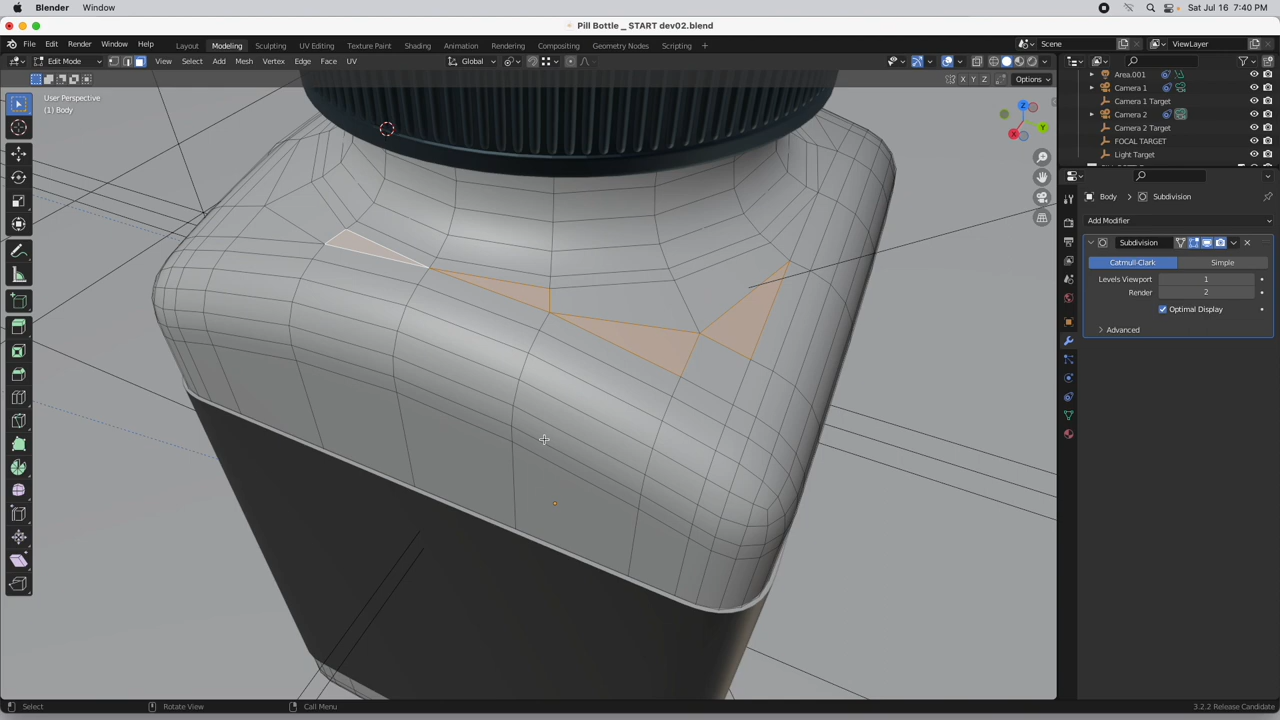 Blender Window Sat Jul 16 7:40 PM
Pill Bottle _ START dev02.blend
File Edit Render Window Help Layout Modeling Sculpting UV Editing Texture Paint Shading Animation Rendering Compositing Geometry Nodes Scripting + Scene ViewLayer
Edit Mode View Select Add Mesh Vertex Edge Face UV Global
X Y Z Options
User Perspective
(1) Body
Z
Y
X
Area.001
Camera 1
Camera 1 Target
Camera 2
Camera 2 Target
FOCAL TARGET
Light Target
Body > Subdivision
Add Modifier
Subdivision
Catmull-Clark Simple
Levels Viewport 1
Render 2
Optimal Display
Advanced
Select Rotate View Call Menu 3.2.2 Release Candidate